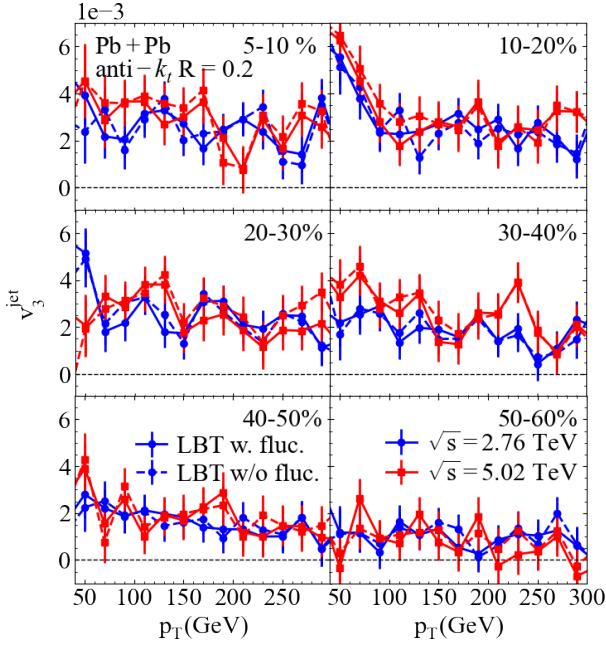 1e−3
Pb + Pb
anti − k_t R = 0.2
5-10 %
10-20%
6
4
2
0
20-30%
30-40%
6
4
2
0
v_3^jet
40-50%
50-60%
LBT w. fluc.
LBT w/o fluc.
√s = 2.76 TeV
√s = 5.02 TeV
6
4
2
0
50 100 150 200 250
50 100 150 200 250 300
p_T(GeV)
p_T(GeV)